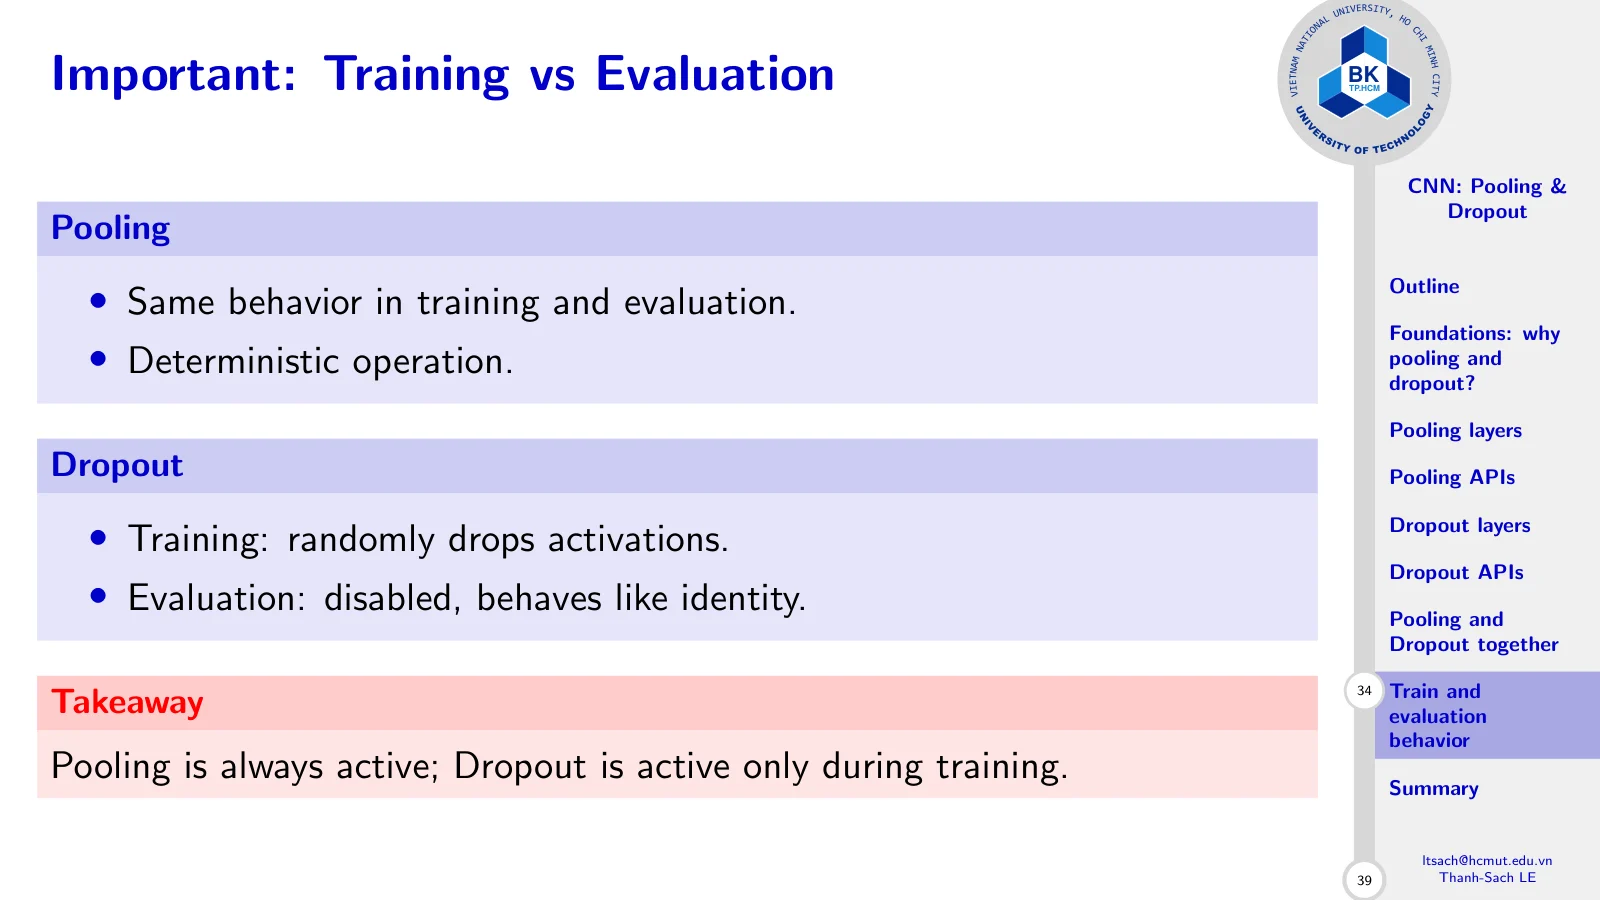 Important: Training vs Evaluation
Pooling
• Same behavior in training and evaluation.
• Deterministic operation.
Dropout
• Training: randomly drops activations.
• Evaluation: disabled, behaves like identity.
Takeaway
Pooling is always active; Dropout is active only during training.
VIETNAM NATIONAL UNIVERSITY, HO CHI MINH CITY
BK
TP.HCM
UNIVERSITY OF TECHNOLOGY
CNN: Pooling &
Dropout
Outline
Foundations: why
pooling and
dropout?
Pooling layers
Pooling APIs
Dropout layers
Dropout APIs
Pooling and
Dropout together
34
Train and
evaluation
behavior
Summary
ltsach@hcmut.edu.vn
Thanh-Sach LE
39